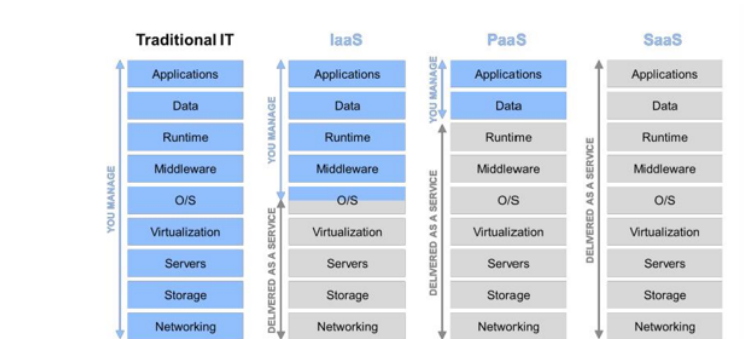 Traditional IT
IaaS
PaaS
SaaS
YOU MANAGE
Applications
Data
Runtime
Middleware
O/S
Virtualization
Servers
Storage
Networking
YOU MANAGE
DELIVERED AS A SERVICE
Applications
Data
Runtime
Middleware
O/S
Virtualization
Servers
Storage
Networking
YOU MANAGE
DELIVERED AS A SERVICE
Applications
Data
Runtime
Middleware
O/S
Virtualization
Servers
Storage
Networking
DELIVERED AS A SERVICE
Applications
Data
Runtime
Middleware
O/S
Virtualization
Servers
Storage
Networking